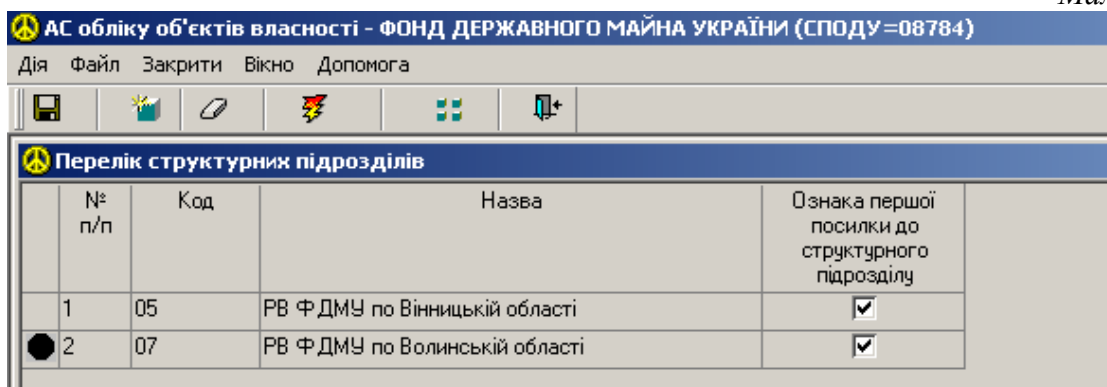 АС обліку об'єктів власності - ФОНД ДЕРЖАВНОГО МАЙНА УКРАЇНИ (СПОДУ=08784)
Дія Файл Закрити Вікно Допомога
Перелік структурних підрозділів
№ п/п Код Назва Ознака першої посилки до структурного підрозділу
1 05 РВ ФДМУ по Вінницькій області
2 07 РВ ФДМУ по Волинській області